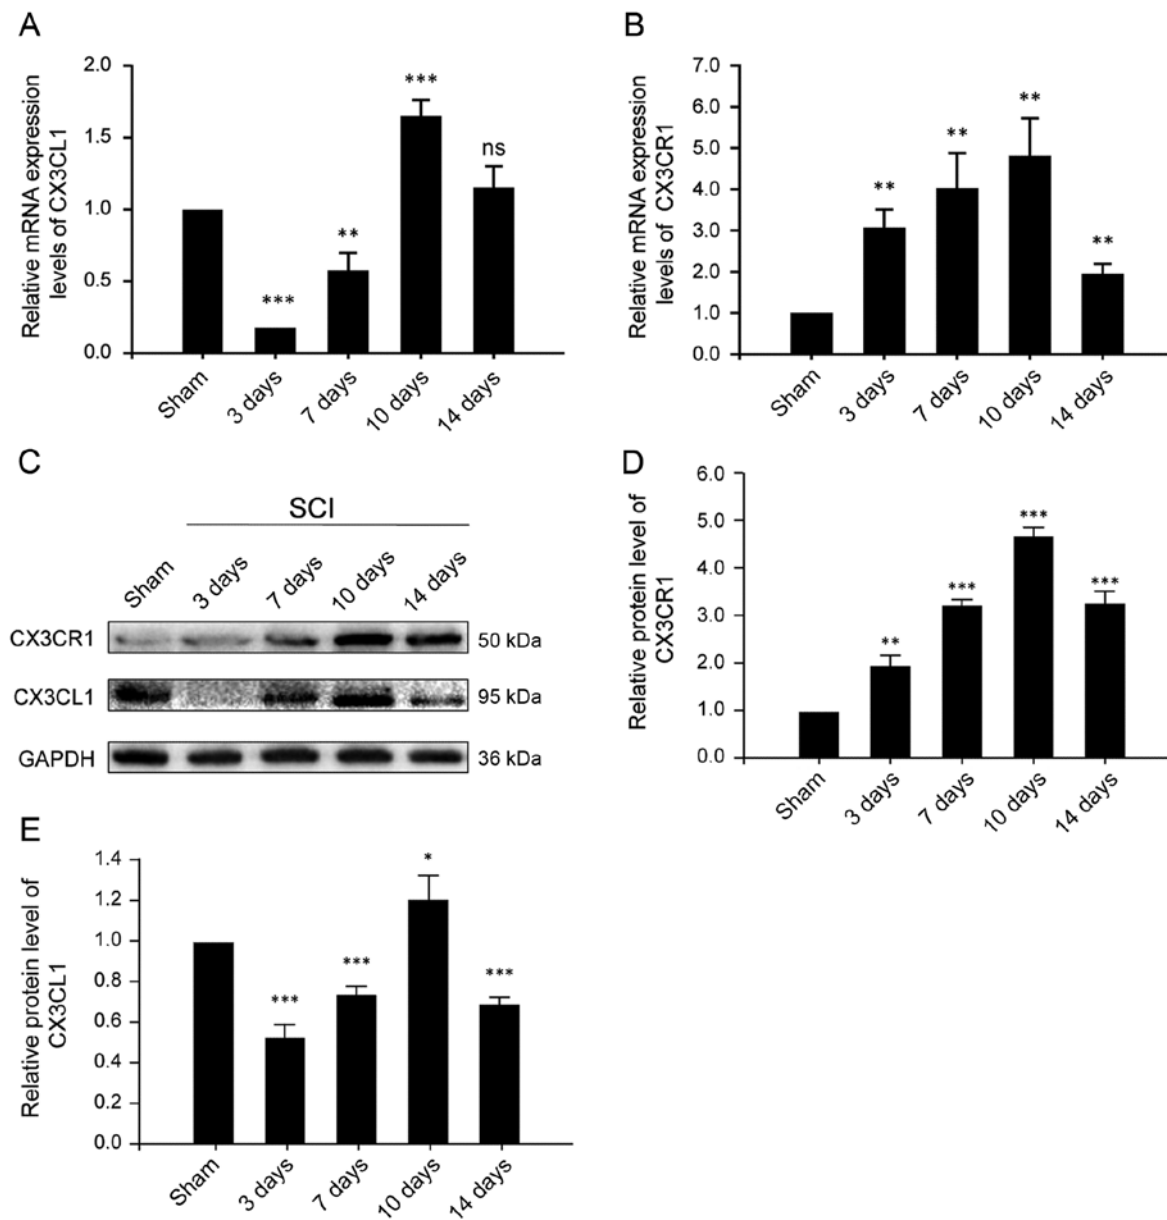 A
Relative mRNA expression
levels of CX3CL1
2.0
1.5
1.0
0.5
0.0
***
**
***
ns
Sham
3 days
7 days
10 days
14 days
B
Relative mRNA expression
levels of CX3CR1
7.0
6.0
5.0
4.0
3.0
2.0
1.0
0.0
**
**
**
**
Sham
3 days
7 days
10 days
14 days
C
SCI
Sham
3 days
7 days
10 days
14 days
CX3CR1 50 kDa
CX3CL1 95 kDa
GAPDH 36 kDa
D
Relative protein level of
CX3CR1
6.0
5.0
4.0
3.0
2.0
1.0
0.0
**
***
***
***
Sham
3 days
7 days
10 days
14 days
E
Relative protein level of
CX3CL1
1.4
1.2
1.0
0.8
0.6
0.4
0.2
0.0
***
***
*
***
Sham
3 days
7 days
10 days
14 days